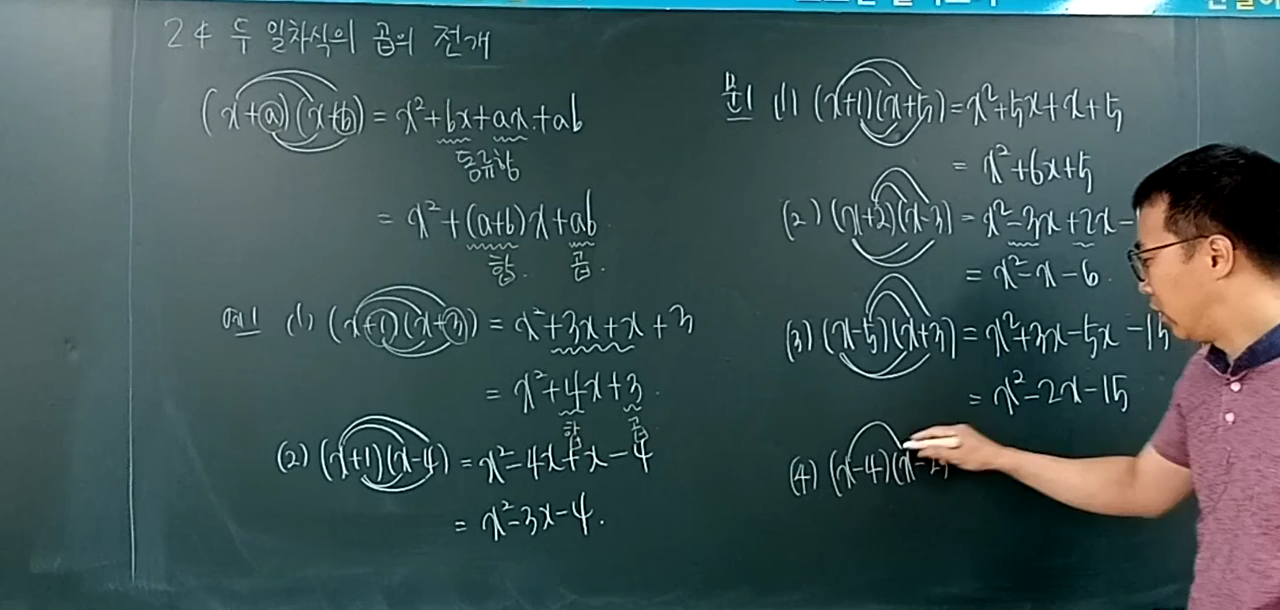 24 두 일차식의 곱의 전개
(x+a)(x+b) = x²+bx+ax+ab
동류항
= x²+(a+b)x+ab
합. 곱.
예1 (1) (x+1)(x+3) = x²+3x+x+3
= x²+4x+3
합 곱
(2) (x+1)(x-4) = x²-4x+x-4
= x²-3x-4.
문1 (1) (x+1)(x+5) = x²+5x+x+5
= x²+6x+5
(2) (x+2)(x-3) = x²-3x+2x-
= x²-x-6.
(3) (x-5)(x+3) = x²+3x-5x-15
= x²-2x-15
(4) (x-4)(x-2)